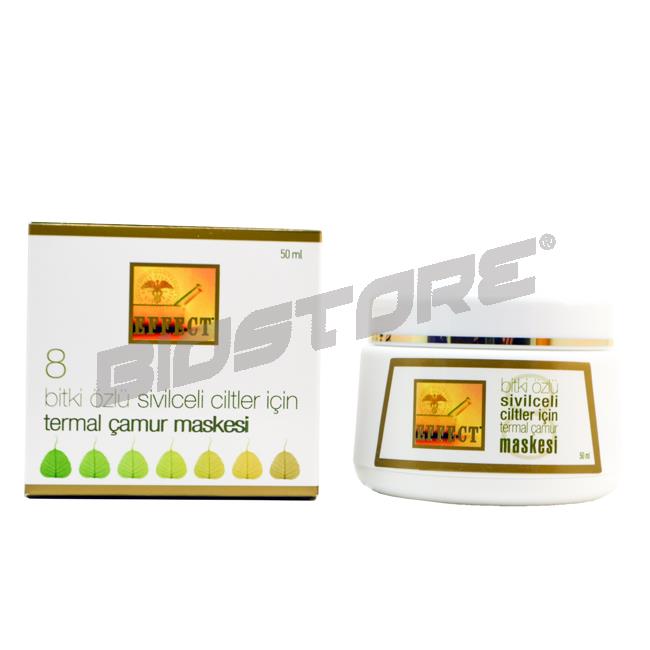 50 ml
EFFECT
8
bitki özlü sivilceli ciltler için
termal çamur maskesi
BIOSTORE®
EFFECT
bitki özlü
sivilceli
ciltler için
termal çamur
maskesi
50 ml